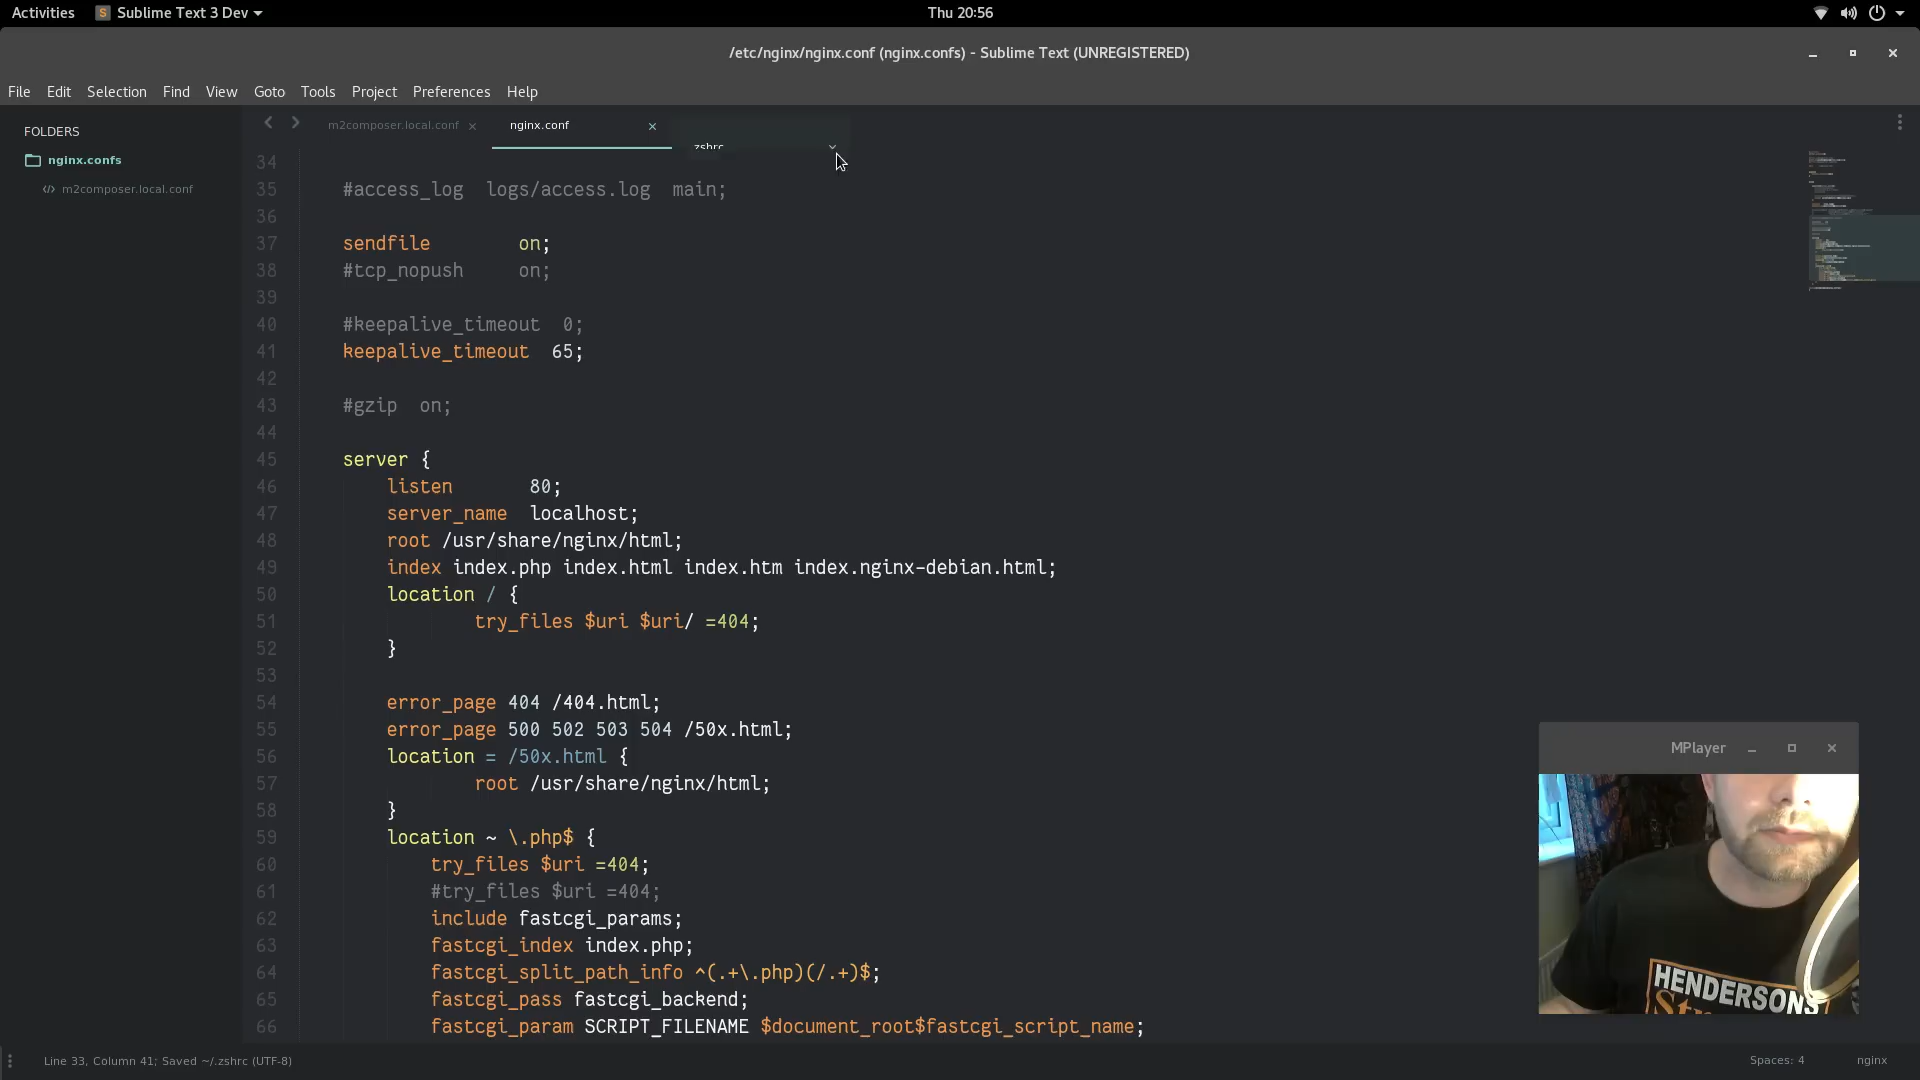 Activities Sublime Text 3 Dev Thu 20:56
/etc/nginx/nginx.conf (nginx.confs) - Sublime Text (UNREGISTERED)
File Edit Selection Find View Goto Tools Project Preferences Help
FOLDERS
nginx.confs
m2composer.local.conf
m2composer.local.conf nginx.conf zshrc
34
35 #access_log logs/access.log main;
36
37 sendfile on;
38 #tcp_nopush on;
39
40 #keepalive_timeout 0;
41 keepalive_timeout 65;
42
43 #gzip on;
44
45 server {
46 listen 80;
47 server_name localhost;
48 root /usr/share/nginx/html;
49 index index.php index.html index.htm index.nginx-debian.html;
50 location / {
51 try_files $uri $uri/ =404;
52 }
53
54 error_page 404 /404.html;
55 error_page 500 502 503 504 /50x.html;
56 location = /50x.html {
57 root /usr/share/nginx/html;
58 }
59 location ~ \.php$ {
60 try_files $uri =404;
61 #try_files $uri =404;
62 include fastcgi_params;
63 fastcgi_index index.php;
64 fastcgi_split_path_info ^(.+\.php)(/.+)$;
65 fastcgi_pass fastcgi_backend;
66 fastcgi_param SCRIPT_FILENAME $document_root$fastcgi_script_name;
MPlayer
HENDERSONS
Line 33, Column 41; Saved ~/.zshrc (UTF-8) Spaces: 4 nginx